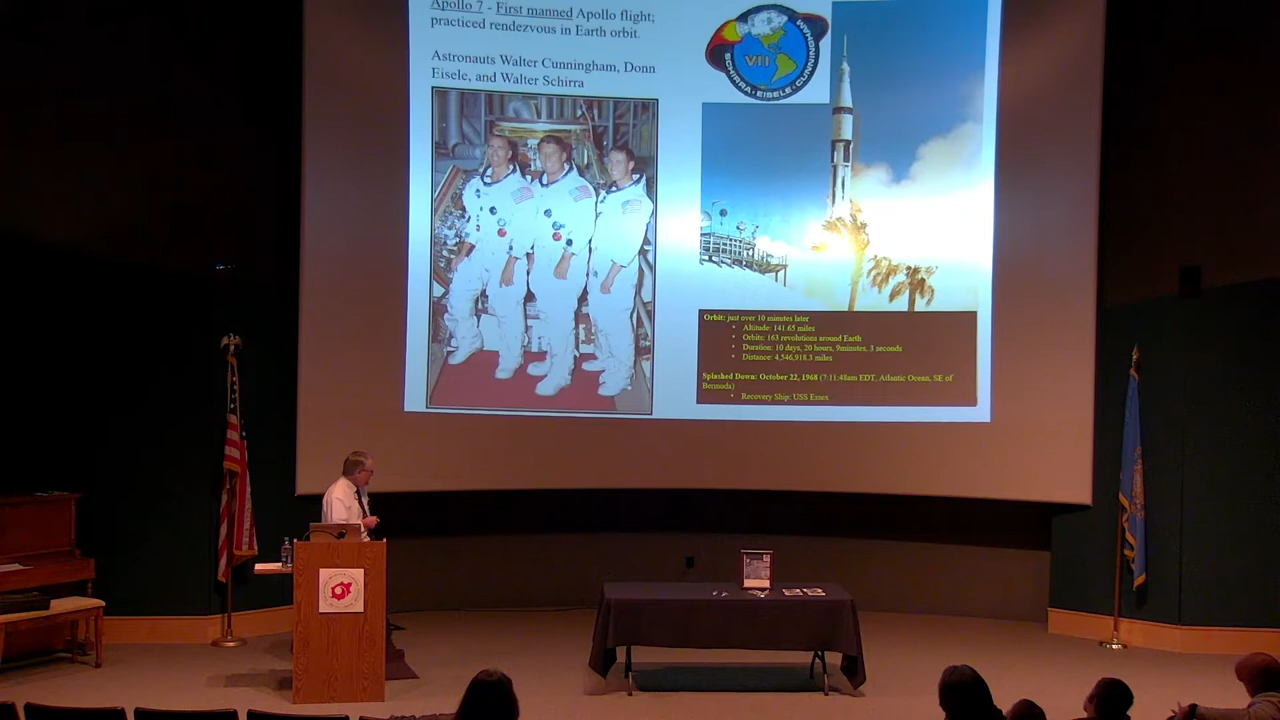 Apollo 7 - First manned Apollo flight;
practiced rendezvous in Earth orbit.
Astronauts Walter Cunningham, Donn
Eisele, and Walter Schirra
VII
SCHIRRA • EISELE • CUNNINGHAM
Orbit: just over 10 minutes later
• Altitude: 141.65 miles
• Orbits: 163 revolutions around Earth
• Duration: 10 days, 20 hours, 9minutes, 3 seconds
• Distance: 4,546,918.3 miles
Splashed Down: October 22, 1968 (7:11:48am EDT, Atlantic Ocean, SE of
Bermuda)
• Recovery Ship: USS Essex